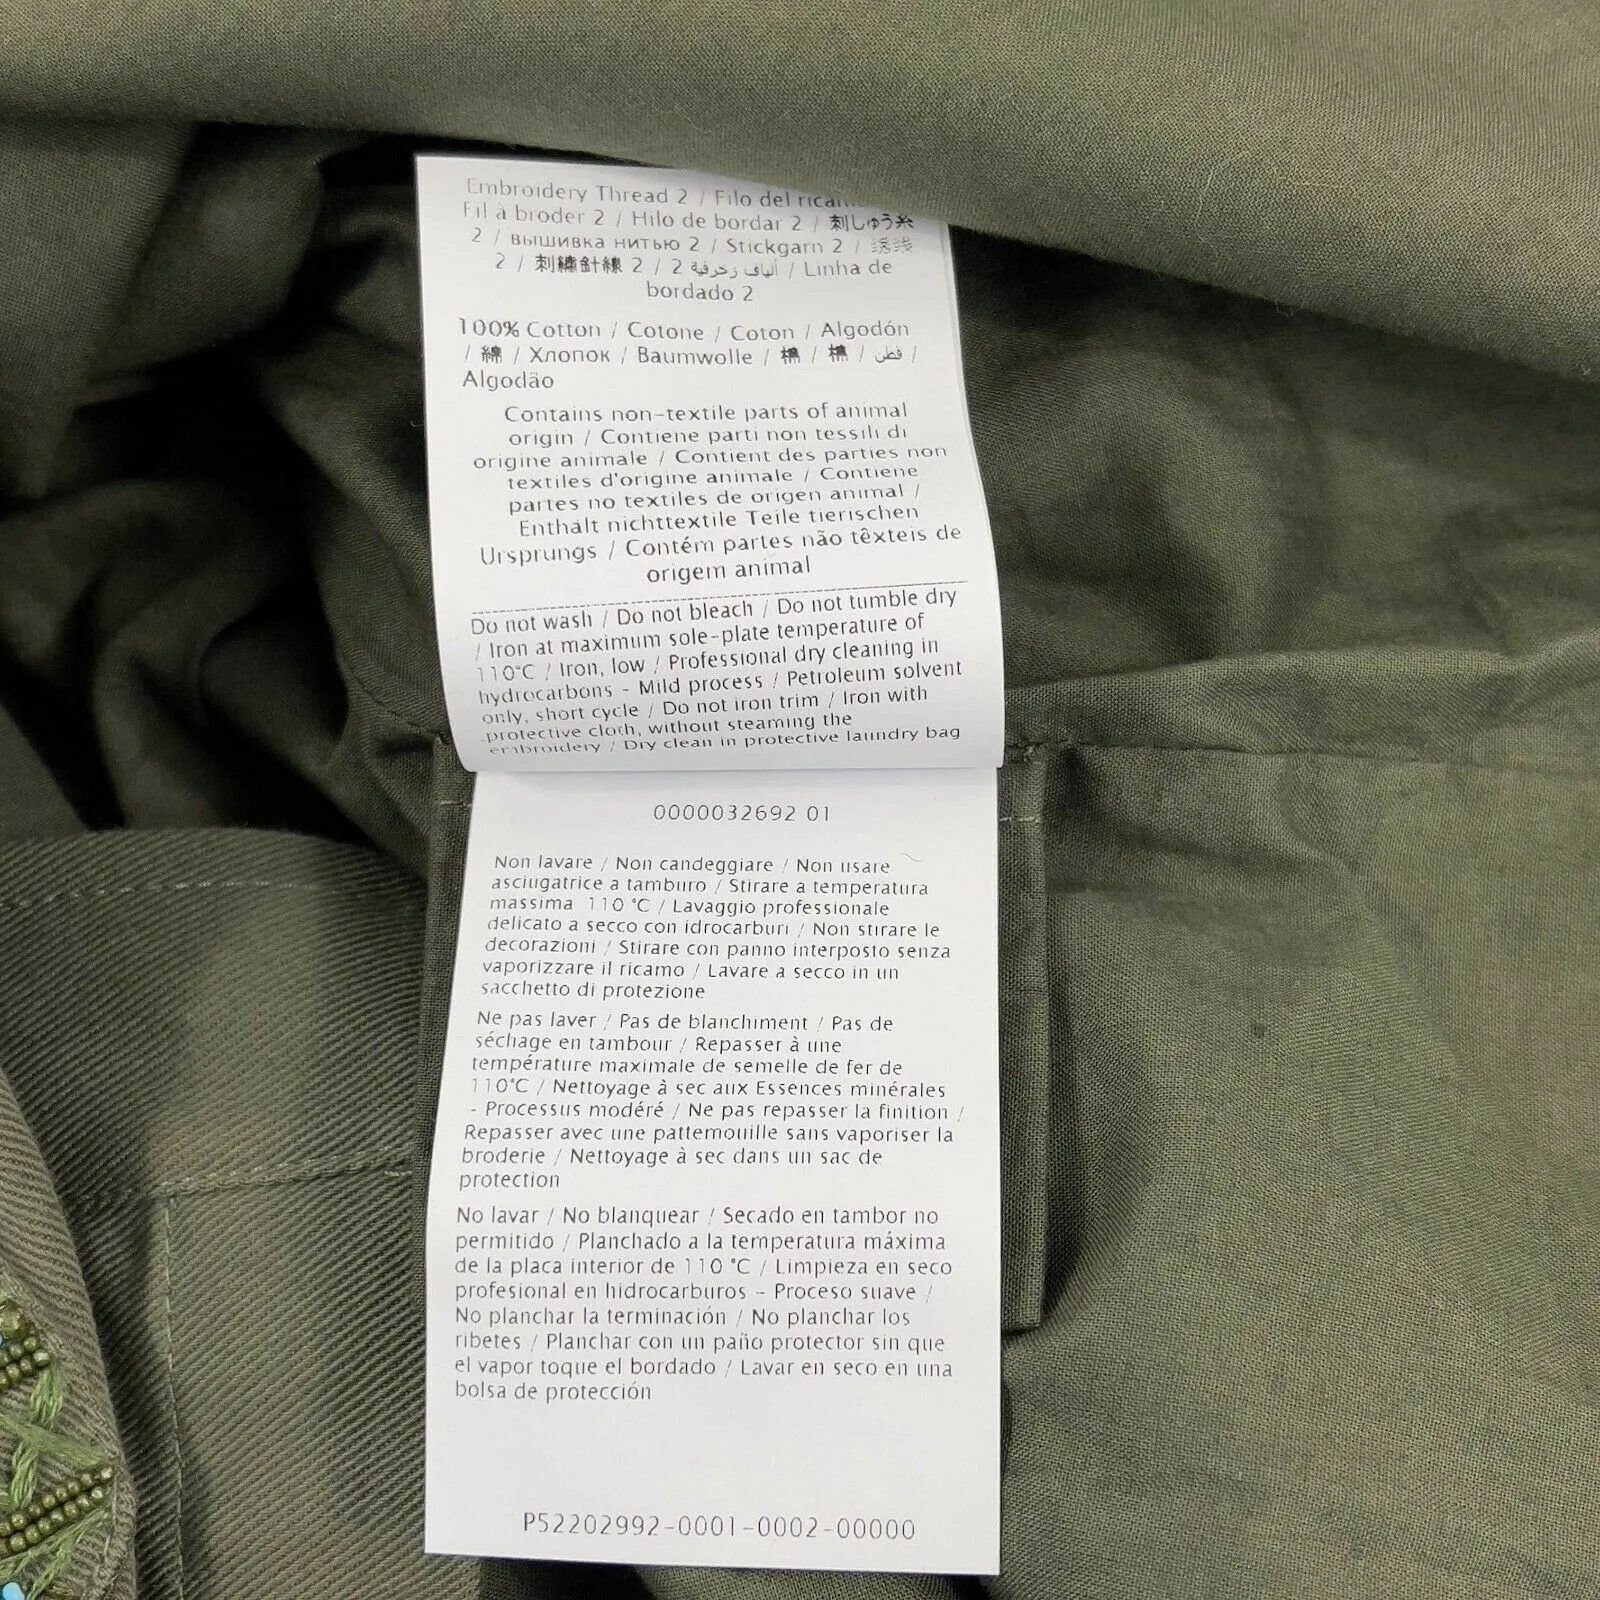 Embroidery Thread 2 / Filo del
Fil à broder 2 / Hilo de bordar 2 / 刺しゅう糸
2 / вышивка нитью 2 / Stickgarn 2 /
2 / 刺繡針線 2 / ألياف زخرفية 2 / Linha de
bordado 2
100% Cotton / Cotone / Coton / Algodón
/ 綿 / Хлопок / Baumwolle / 棉 / 棉 / قطن /
Algodão
Contains non-textile parts of animal
origin / Contiene parti non tessili di
origine animale / Contient des parties non
textiles d'origine animale / Contiene
partes no textiles de origen animal /
Enthält nichttextile Teile tierischen
Ursprungs / Contém partes não têxteis de
origem animal
Do not wash / Do not bleach / Do not tumble dry
/ Iron at maximum sole-plate temperature of
110°C / Iron, low / Professional dry cleaning in
hydrocarbons - Mild process / Petroleum solvent
only, short cycle / Do not iron trim / Iron with
protective cloth, without steaming the
embroidery / Dry clean in protective laundry bag
0000032692 01
Non lavare / Non candeggiare / Non usare
asciugatrice a tamburo / Stirare a temperatura
massima 110 °C / Lavaggio professionale
delicato a secco con idrocarburi / Non stirare le
decorazioni / Stirare con panno interposto senza
vaporizzare il ricamo / Lavare a secco in un
sacchetto di protezione
Ne pas laver / Pas de blanchiment / Pas de
séchage en tambour / Repasser à une
température maximale de semelle de fer de
110°C / Nettoyage à sec aux Essences minérales
- Processus modéré / Ne pas repasser la finition /
Repasser avec une pattemouille sans vaporiser la
broderie / Nettoyage à sec dans un sac de
protection
No lavar / No blanquear / Secado en tambor no
permitido / Planchado a la temperatura máxima
de la placa interior de 110 °C / Limpieza en seco
profesional en hidrocarburos - Proceso suave /
No planchar la terminación / No planchar los
ribetes / Planchar con un paño protector sin que
el vapor toque el bordado / Lavar en seco en una
bolsa de protección
P52202992-0001-0002-00000